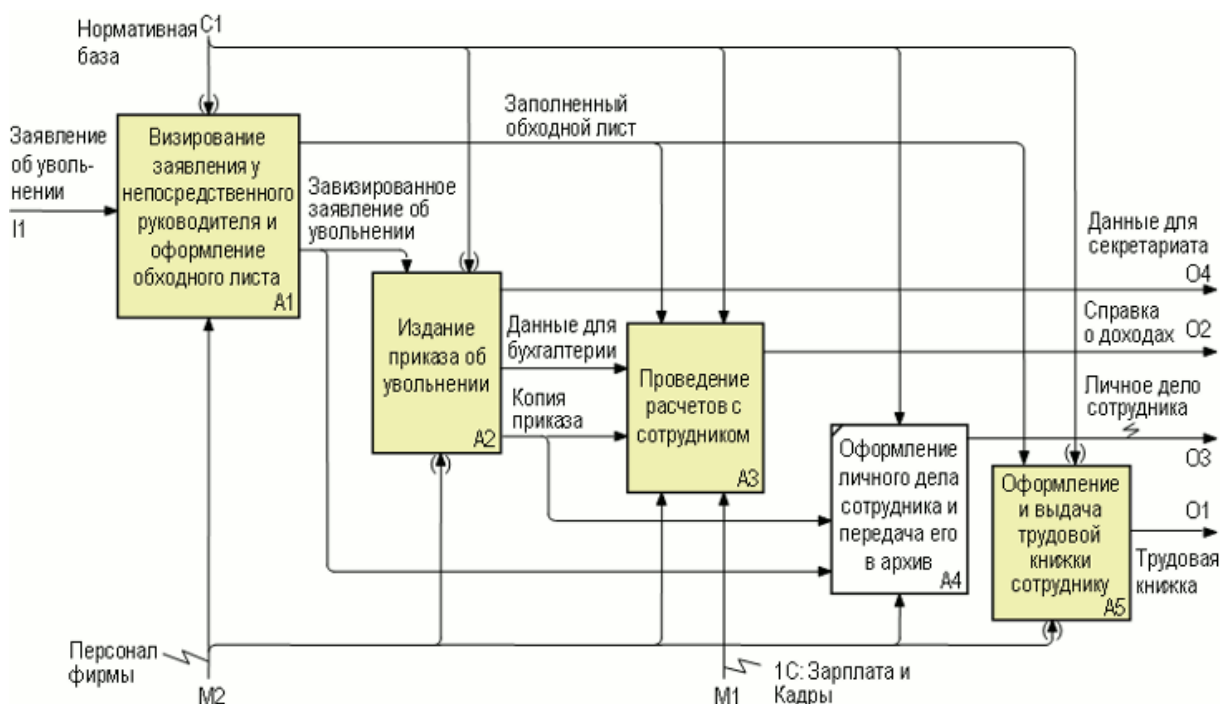 Нормативная
база
C1
Заявление
об уволь-
нении
I1
Визирование
заявления у
непосредственного
руководителя и
оформление
обходного листа
A1
Заполненный
обходной лист
Завизированное
заявление об
увольнении
Издание
приказа об
увольнении
A2
Данные для
бухгалтерии
Копия
приказа
Проведение
расчетов с
сотрудником
A3
Оформление
личного дела
сотрудника и
передача его
в архив
A4
Оформление
и выдача
трудовой
книжки
сотруднику
A5
Данные для
секретариата
O4
Справка
о доходах
O2
Личное дело
сотрудника
O3
O1
Трудовая
книжка
Персонал
фирмы
M2
M1
1С: Зарплата и
Кадры